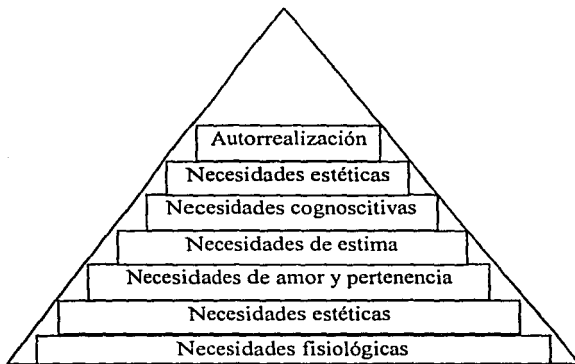 Autorrealización
Necesidades estéticas
Necesidades cognoscitivas
Necesidades de estima
Necesidades de amor y pertenencia
Necesidades estéticas
Necesidades fisiológicas